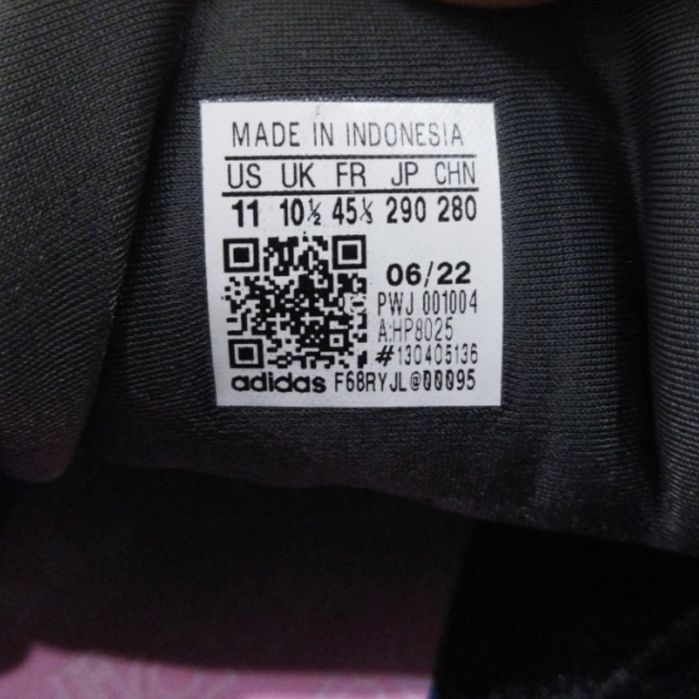 MADE IN INDONESIA
US UK FR JP CHN
11 10½ 45⅓ 290 280
06/22
PWJ 001004
A:HP8025
#130405136
adidas F68RYJL@00095